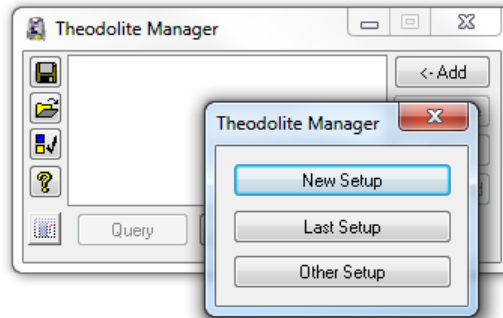 Theodolite Manager
<- Add
Theodolite Manager
New Setup
Query
Last Setup
Other Setup